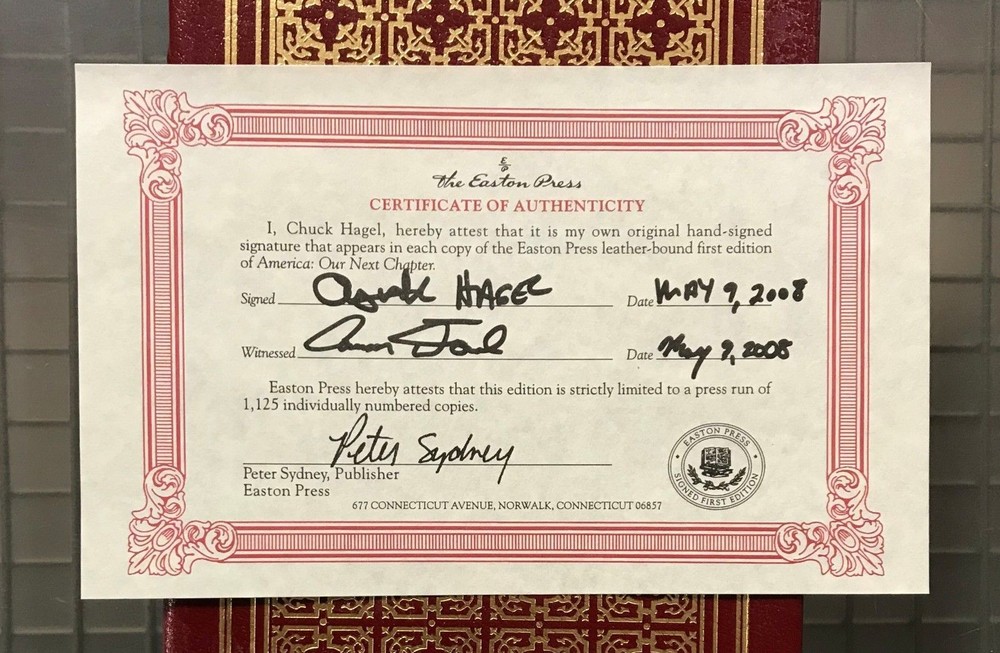 The Easton Press
CERTIFICATE OF AUTHENTICITY
I, Chuck Hagel, hereby attest that it is my own original hand-signed
signature that appears in each copy of the Easton Press leather-bound first edition
of America: Our Next Chapter.
Signed Chuck HAGEL Date MAY 9, 2008
Witnessed Date May 9, 2008
Easton Press hereby attests that this edition is strictly limited to a press run of
1,125 individually numbered copies.
Peter Sydney
Peter Sydney, Publisher
Easton Press
EASTON PRESS
SIGNED FIRST EDITION
677 CONNECTICUT AVENUE, NORWALK, CONNECTICUT 06857